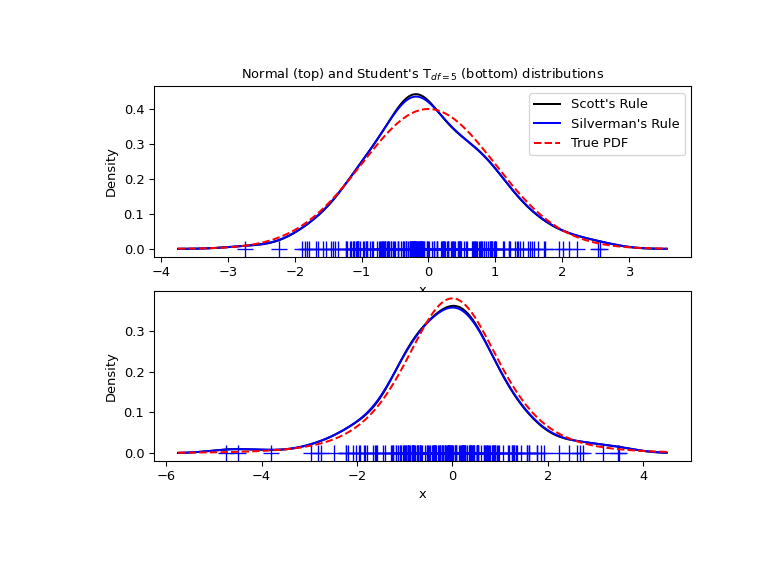 Normal (top) and Student's T df=5 (bottom) distributions
Scott's Rule
Silverman's Rule
True PDF
Density
0.4
0.3
0.2
0.1
0.0
−4 −3 −2 −1 0 1 2 3
x
Density
0.3
0.2
0.1
0.0
−6 −4 −2 0 2 4
x